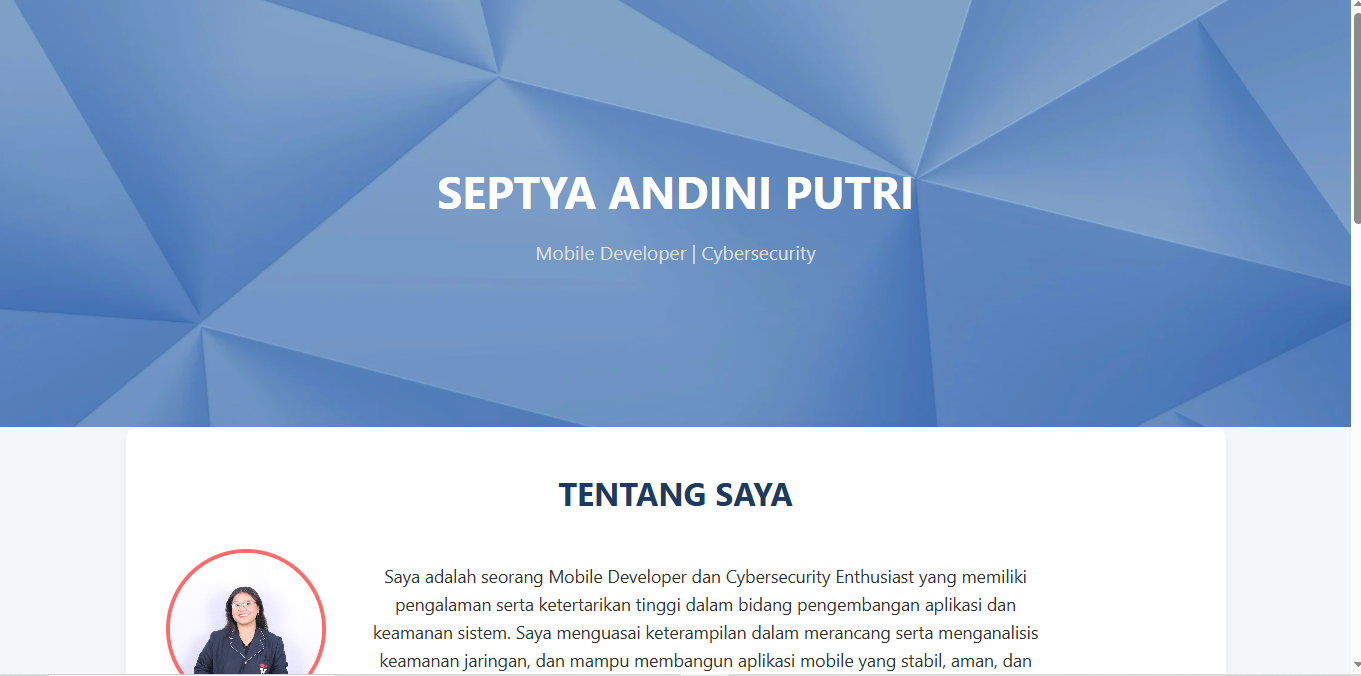 SEPTYA ANDINI PUTRI
Mobile Developer | Cybersecurity
TENTANG SAYA
Saya adalah seorang Mobile Developer dan Cybersecurity Enthusiast yang memiliki
pengalaman serta ketertarikan tinggi dalam bidang pengembangan aplikasi dan
keamanan sistem. Saya menguasai keterampilan dalam merancang serta menganalisis
keamanan jaringan, dan mampu membangun aplikasi mobile yang stabil, aman, dan